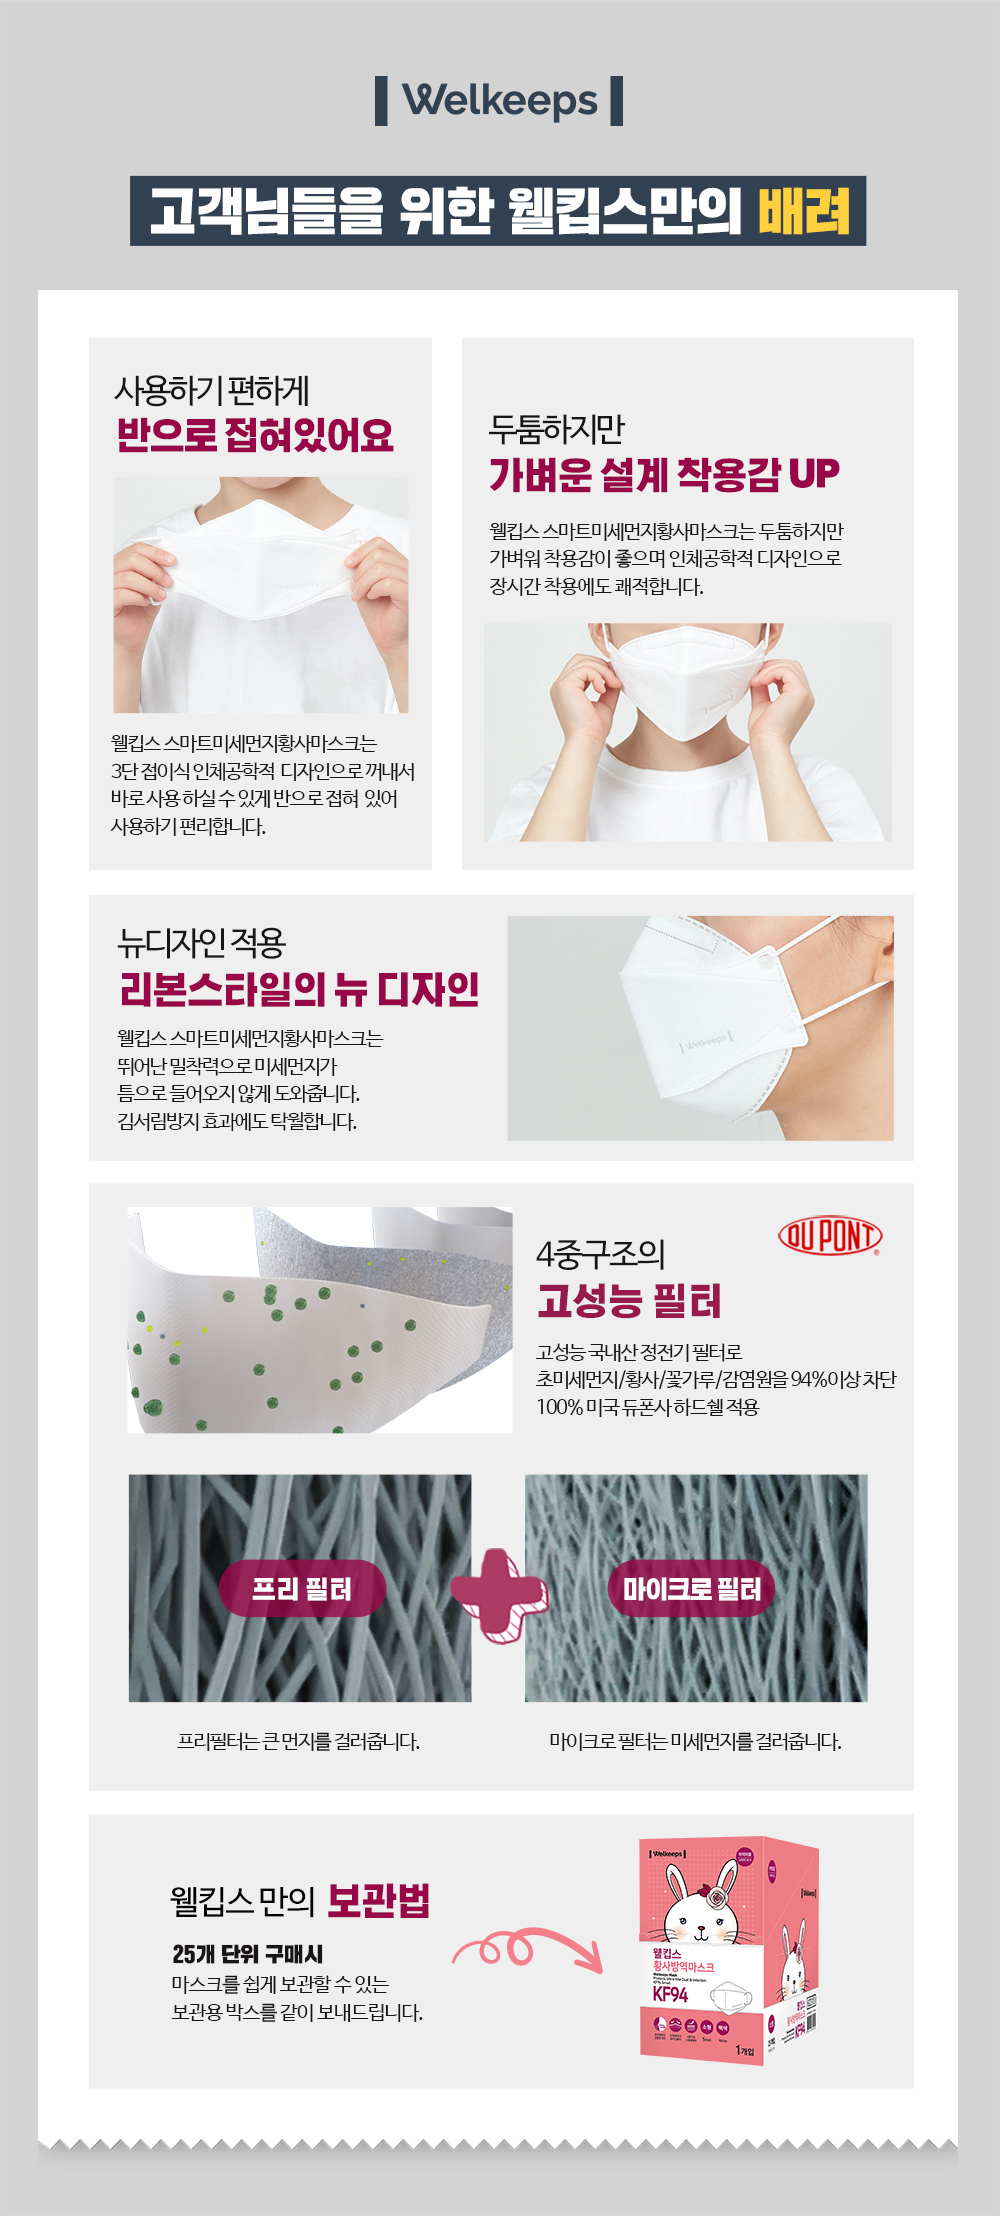 Welkeeps
고객님들을 위한 웰킵스만의 배려
사용하기 편하게
반으로 접혀있어요
웰킵스 스마트미세먼지황사마스크는
3단 접이식 인체공학적 디자인으로 꺼내서
바로 사용 하실 수 있게 반으로 접혀 있어
사용하기 편리합니다.
두툼하지만
가벼운 설계 착용감 UP
웰킵스 스마트미세먼지황사마스크는 두툼하지만
가벼워 착용감이 좋으며 인체공학적 디자인으로
장시간 착용에도 쾌적합니다.
뉴디자인 적용
리본스타일의 뉴 디자인
웰킵스 스마트미세먼지황사마스크는
뛰어난 밀착력으로 미세먼지가
틈으로 들어오지 않게 도와줍니다.
김서림방지 효과에도 탁월합니다.
Welkeeps
DUPONT
4중구조의
고성능 필터
고성능 국내산 정전기 필터로
초미세먼지/황사/꽃가루/감염원을 94%이상 차단
100% 미국 듀폰사 하드쉘 적용
프리 필터
마이크로 필터
프리필터는 큰 먼지를 걸러줍니다.
마이크로 필터는 미세먼지를 걸러줍니다.
웰킵스 만의 보관법
25개 단위 구매시
마스크를 쉽게 보관할 수 있는
보관용 박스를 같이 보내드립니다.
Welkeeps
웰킵스
황사방역마스크
KF94
소형
백색
1개입
Welkeeps
웰킵스
KF94